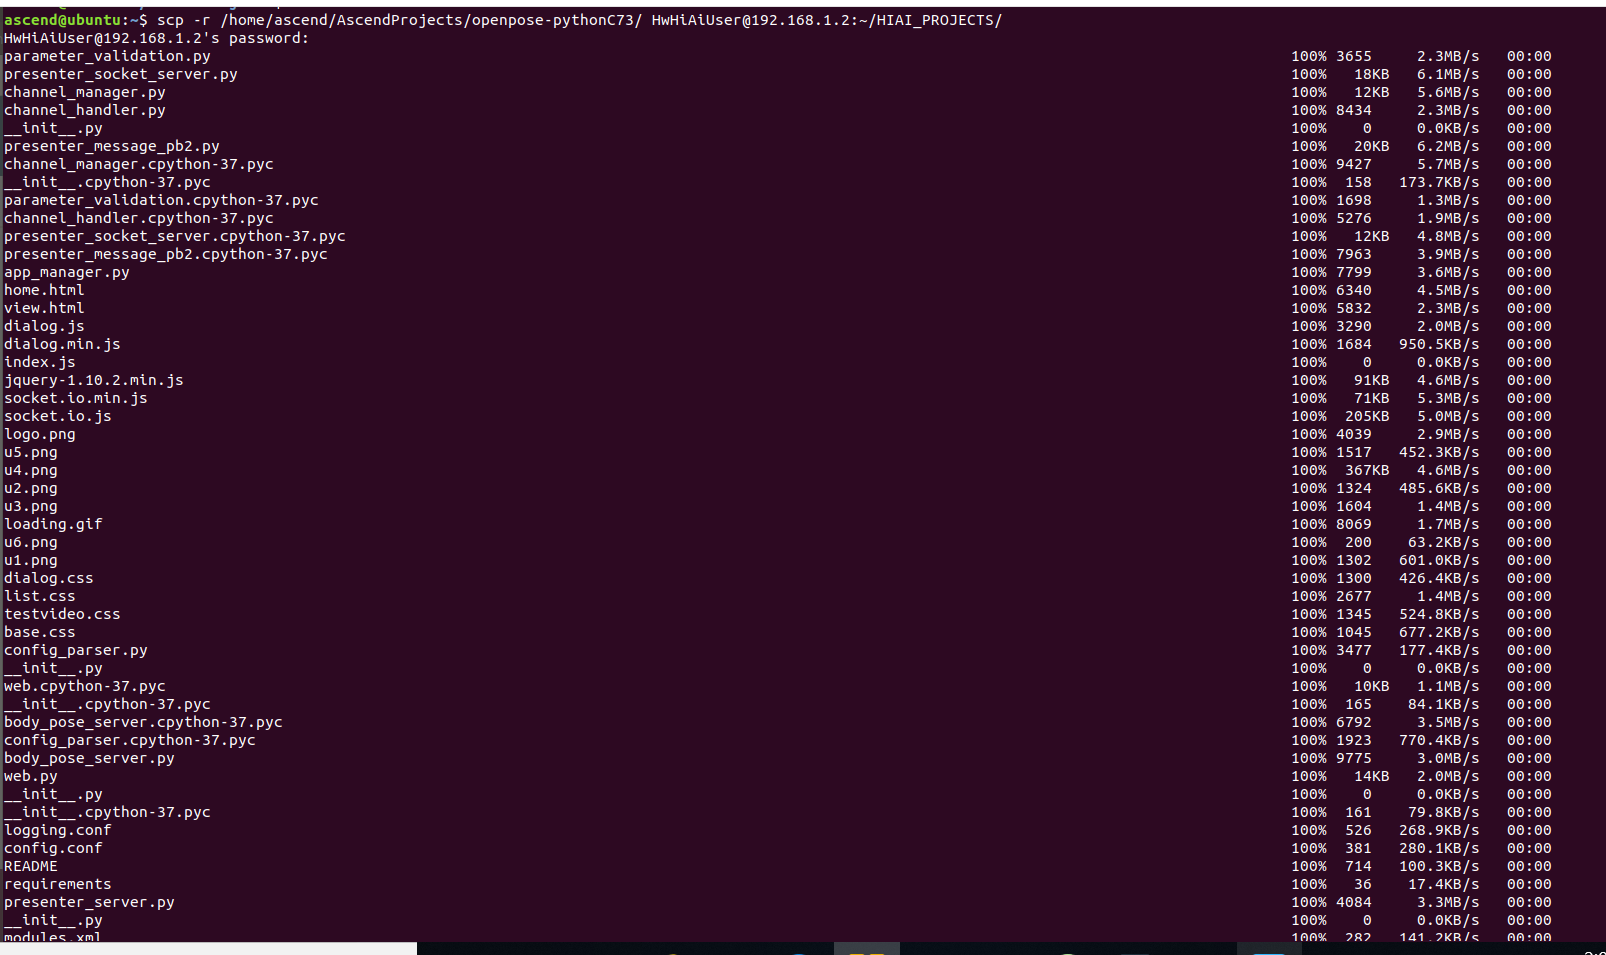 ascend@ubuntu:~$ scp -r /home/ascend/AscendProjects/openpose-pythonC73/ HwHiAiUser@192.168.1.2:~/HIAI_PROJECTS/
HwHiAiUser@192.168.1.2's password:
parameter_validation.py 100% 3655 2.3MB/s 00:00
presenter_socket_server.py 100% 18KB 6.1MB/s 00:00
channel_manager.py 100% 12KB 5.6MB/s 00:00
channel_handler.py 100% 8434 2.3MB/s 00:00
__init__.py 100% 0 0.0KB/s 00:00
presenter_message_pb2.py 100% 20KB 6.2MB/s 00:00
channel_manager.cpython-37.pyc 100% 9427 5.7MB/s 00:00
__init__.cpython-37.pyc 100% 158 173.7KB/s 00:00
parameter_validation.cpython-37.pyc 100% 1698 1.3MB/s 00:00
channel_handler.cpython-37.pyc 100% 5276 1.9MB/s 00:00
presenter_socket_server.cpython-37.pyc 100% 12KB 4.8MB/s 00:00
presenter_message_pb2.cpython-37.pyc 100% 7963 3.9MB/s 00:00
app_manager.py 100% 7799 3.6MB/s 00:00
home.html 100% 6340 4.5MB/s 00:00
view.html 100% 5832 2.3MB/s 00:00
dialog.js 100% 3290 2.0MB/s 00:00
dialog.min.js 100% 1684 950.5KB/s 00:00
index.js 100% 0 0.0KB/s 00:00
jquery-1.10.2.min.js 100% 91KB 4.6MB/s 00:00
socket.io.min.js 100% 71KB 5.3MB/s 00:00
socket.io.js 100% 205KB 5.0MB/s 00:00
logo.png 100% 4039 2.9MB/s 00:00
u5.png 100% 1517 452.3KB/s 00:00
u4.png 100% 367KB 4.6MB/s 00:00
u2.png 100% 1324 485.6KB/s 00:00
u3.png 100% 1604 1.4MB/s 00:00
loading.gif 100% 8069 1.7MB/s 00:00
u6.png 100% 200 63.2KB/s 00:00
u1.png 100% 1302 601.0KB/s 00:00
dialog.css 100% 1300 426.4KB/s 00:00
list.css 100% 2677 1.4MB/s 00:00
testvideo.css 100% 1345 524.8KB/s 00:00
base.css 100% 1045 677.2KB/s 00:00
config_parser.py 100% 3477 177.4KB/s 00:00
__init__.py 100% 0 0.0KB/s 00:00
web.cpython-37.pyc 100% 10KB 1.1MB/s 00:00
__init__.cpython-37.pyc 100% 165 84.1KB/s 00:00
body_pose_server.cpython-37.pyc 100% 6792 3.5MB/s 00:00
config_parser.cpython-37.pyc 100% 1923 770.4KB/s 00:00
body_pose_server.py 100% 9775 3.0MB/s 00:00
web.py 100% 14KB 2.0MB/s 00:00
__init__.py 100% 0 0.0KB/s 00:00
__init__.cpython-37.pyc 100% 161 79.8KB/s 00:00
logging.conf 100% 526 268.9KB/s 00:00
config.conf 100% 381 280.1KB/s 00:00
README 100% 714 100.3KB/s 00:00
requirements 100% 36 17.4KB/s 00:00
presenter_server.py 100% 4084 3.3MB/s 00:00
__init__.py 100% 0 0.0KB/s 00:00
modules.xml 100% 282 141.2KB/s 00:00